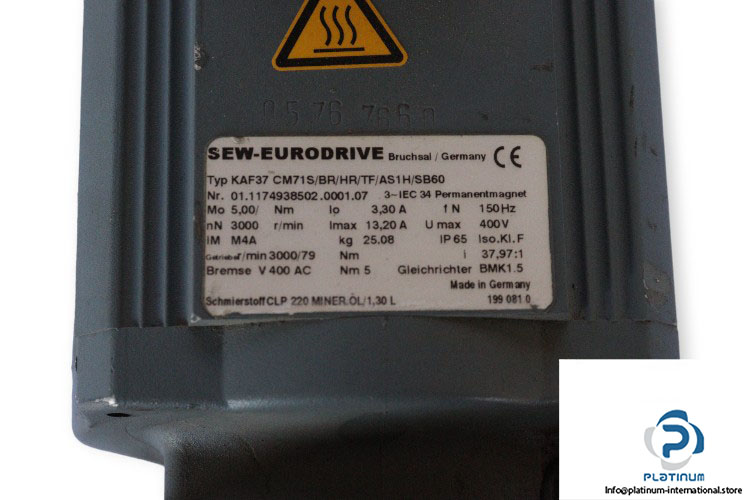 SEW-EURODRIVE Bruchsal / Germany CE
Typ KAF37 CM71S/BR/HR/TF/AS1H/SB60
Nr. 01.1174938502.0001.07 3~IEC 34 Permanentmagnet
Mo 5,00/ Nm Io 3,30 A f N 150 Hz
nN 3000 r/min Imax 13,20 A U max 400 V
IM M4A kg 25.08 IP 65 Iso.Kl.F
Getriebe r/min 3000/79 Nm i 37,97:1
Bremse V 400 AC Nm 5 Gleichrichter BMK1.5
Made in Germany
Schmierstoff CLP 220 MINER.ÖL/1,30 L 199 081 0
PLATINUM
Info@platinum-international.store